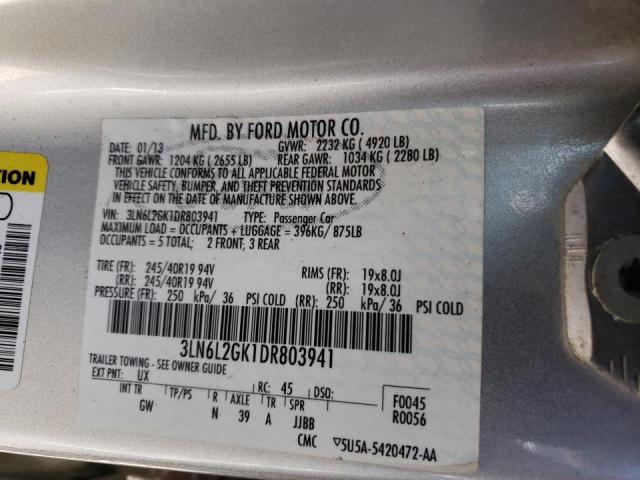 MFD. BY FORD MOTOR CO.
DATE: 01/13 GVWR: 2232 KG ( 4920 LB)
FRONT GAWR: 1204 KG ( 2655 LB) REAR GAWR: 1034 KG ( 2280 LB)
THIS VEHICLE CONFORMS TO ALL APPLICABLE FEDERAL MOTOR
VEHICLE SAFETY, BUMPER, AND THEFT PREVENTION STANDARDS
IN EFFECT ON THE DATE OF MANUFACTURE SHOWN ABOVE.
VIN: 3LN6L2GK1DR803941 TYPE: Passenger Car
MAXIMUM LOAD = OCCUPANTS + LUGGAGE = 396KG/ 875LB
OCCUPANTS = 5 TOTAL; 2 FRONT, 3 REAR
TIRE (FR): 245/40R19 94V RIMS (FR): 19x8.0J
(RR): 245/40R19 94V (RR): 19x8.0J
PRESSURE (FR): 250 kPa/ 36 PSI COLD (RR): 250 kPa/ 36 PSI COLD
3LN6L2GK1DR803941
TRAILER TOWING - SEE OWNER GUIDE
EXT PNT: UX RC: 45 DSO: F0045
INT TR TP/PS R AXLE TR SPR R0056
GW N 39 A JJBB
CMC ▽5U5A-5420472-AA
TION